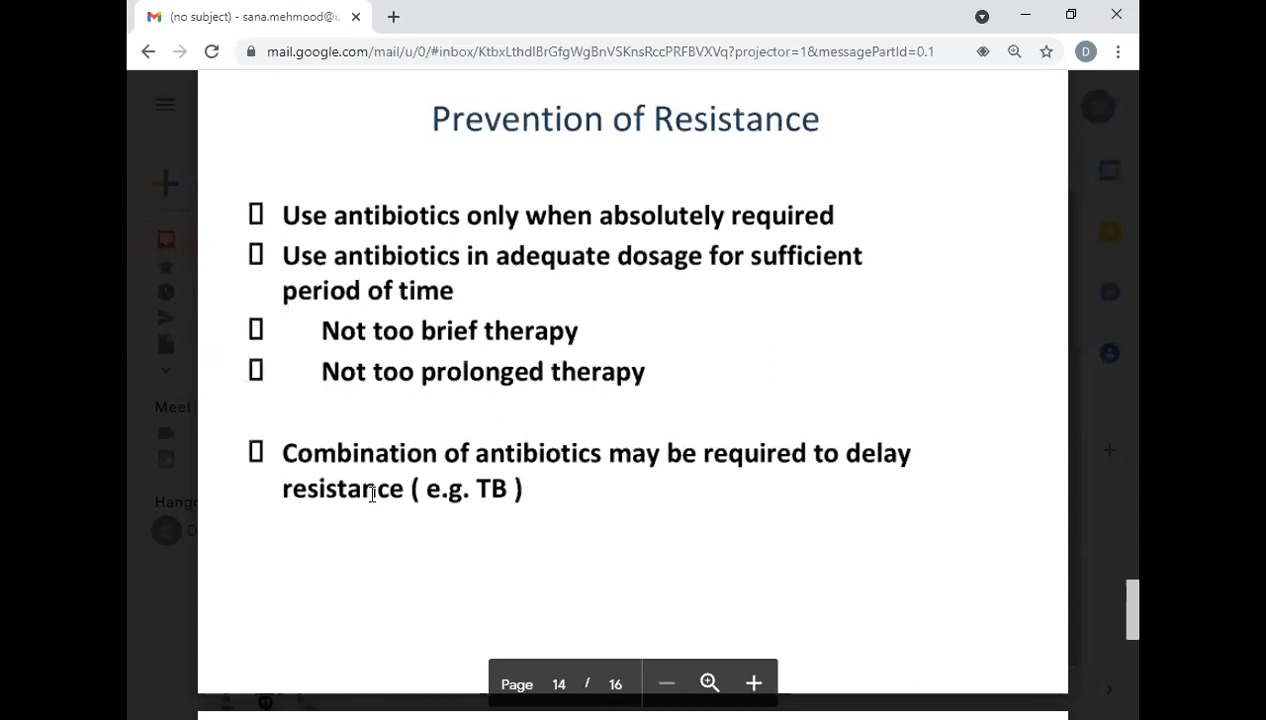 (no subject) - sana.mehmood@u
mail.google.com/mail/u/0/#inbox/KtbxLthdlBrGfgWgBnVSKnsRccPRFBVXVq?projector=1&messagePartId=0.1
D
Prevention of Resistance
Use antibiotics only when absolutely required
Use antibiotics in adequate dosage for sufficient
period of time
Not too brief therapy
Not too prolonged therapy
Meet
Combination of antibiotics may be required to delay
resistance ( e.g. TB )
Hang
Page 14 / 16